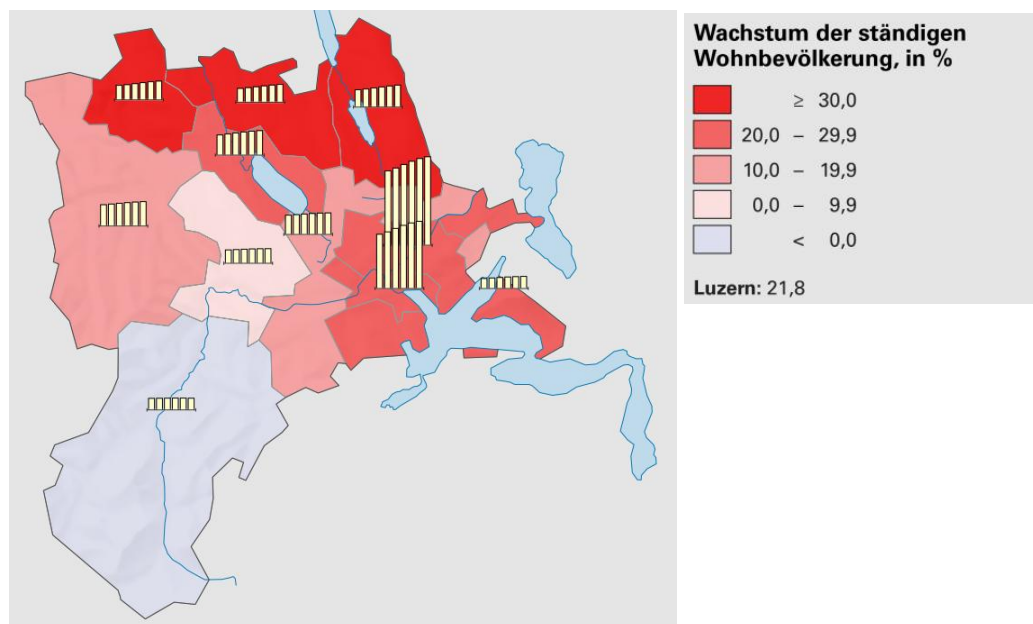 Wachstum der ständigen
Wohnbevölkerung, in %
≥ 30,0
20,0 – 29,9
10,0 – 19,9
0,0 – 9,9
< 0,0
Luzern: 21,8